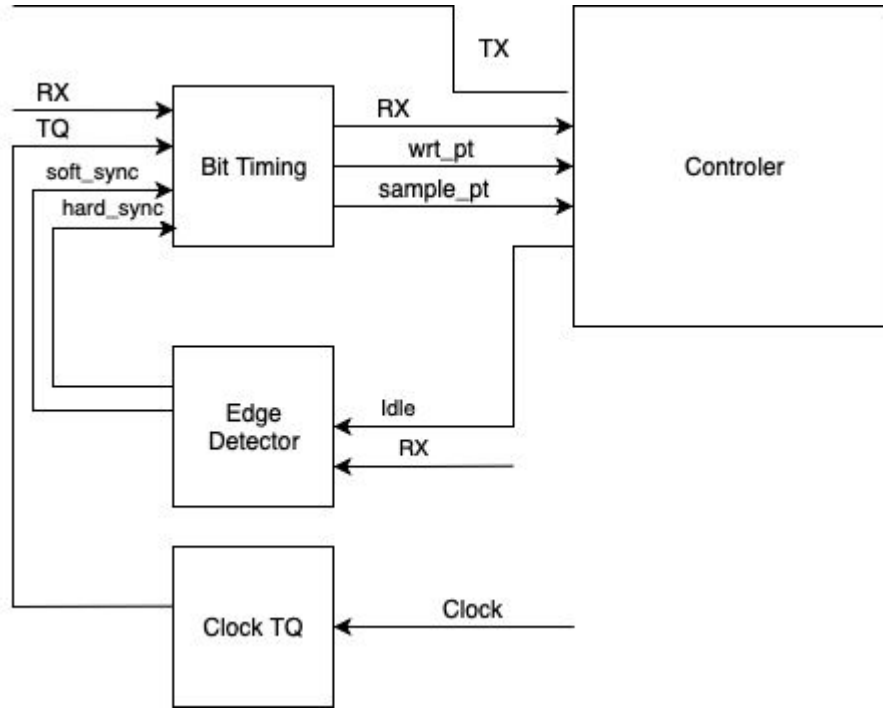 TX
RX
TQ
soft_sync
hard_sync
Bit Timing
RX
wrt_pt
sample_pt
Controler
Edge
Detector
Idle
RX
Clock TQ
Clock